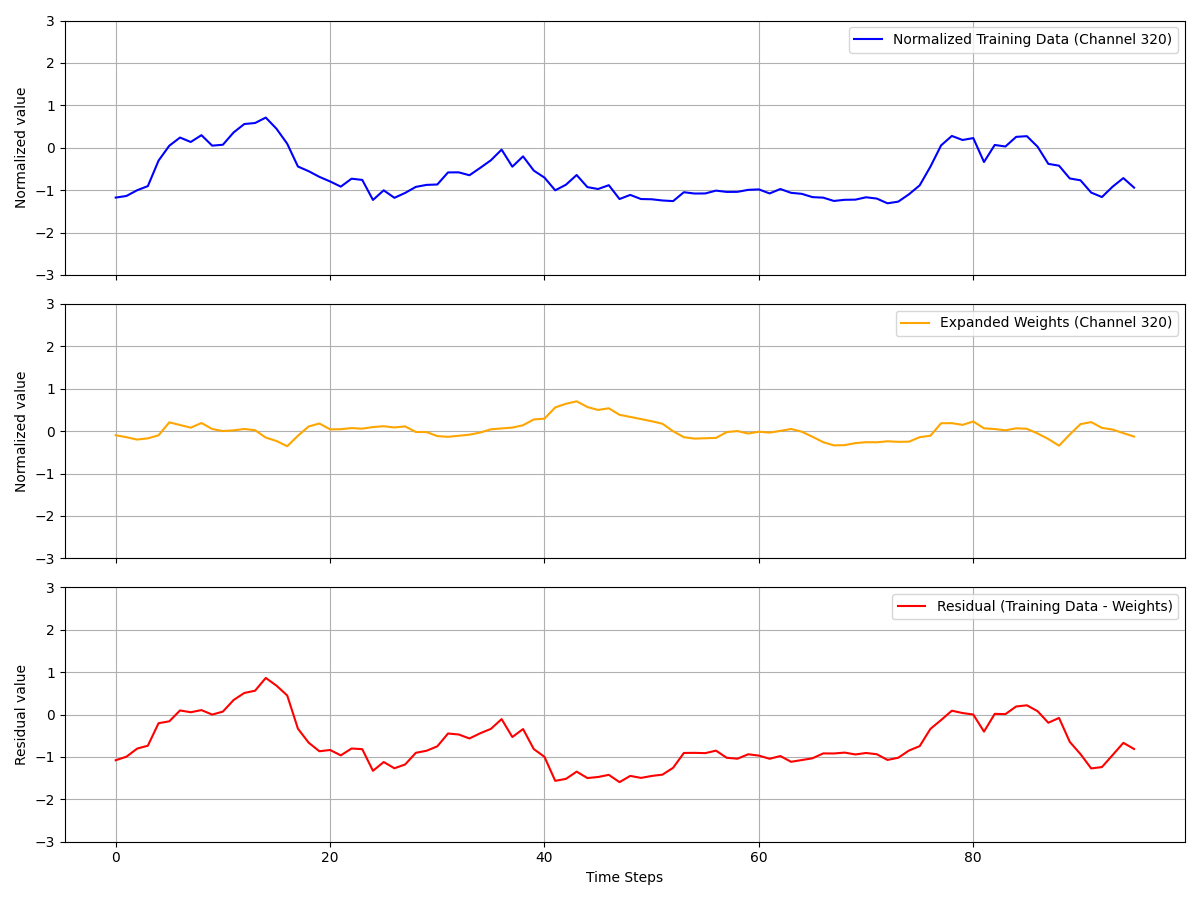 3
2
1
0
−1
−2
−3
Normalized value
Normalized Training Data (Channel 320)
3
2
1
0
−1
−2
−3
Normalized value
Expanded Weights (Channel 320)
3
2
1
0
−1
−2
−3
Residual value
Residual (Training Data - Weights)
0 20 40 60 80
Time Steps